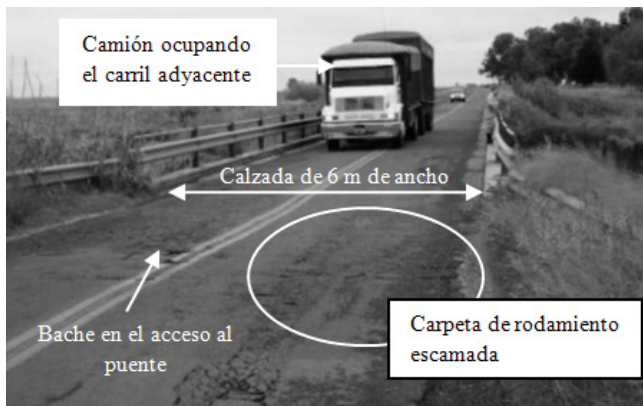 Camión ocupando
el carril adyacente
Calzada de 6 m de ancho
Bache en el acceso al
puente
Carpeta de rodamiento
escamada